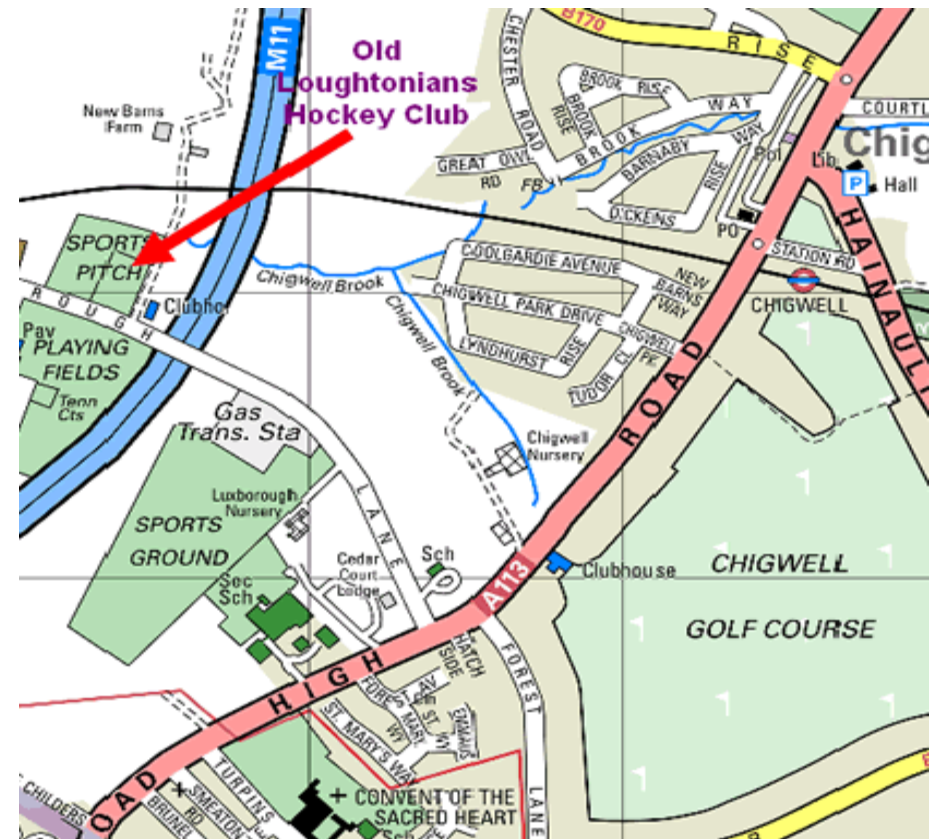 B170
RISE
M11
Old
Loughtonians
Hockey Club
CHESTER ROAD
BROOK RISE
BROOK RISE
BROOK WAY
New Barns
Farm
COURTL
Chig
BARNABY WAY
Pol
Lib
P
Hall
GREAT OWL
RD
FB
RISE
DICKENS
PO
HAINAULT
SPORTS
PITCH
STATION RD
COOLGARDIE AVENUE
NEW
BARNS
WAY
Chigwell Brook
CHIGWELL
CHIGWELL PARK DRIVE
CHIGWELL
PK
ROUGH
Clubho
Chigwell Brook
LYNDHURST RISE
TUDOR CL
Pav
PLAYING
FIELDS
Tenn
Cts
ROAD
Gas
Trans. Sta
Chigwell
Nursery
LANE
Luxborough
Nursery
SPORTS
GROUND
Cedar
Court
Lodge
Sch
Sec
Sch
A113
Clubhouse
CHIGWELL
GOLF COURSE
HIGH
HATCH
SIDE
FOREST
LANE
ST. MARY'S WAY
EMMAUS
WY
TURPINS
CHILDERS
ROAD
SMEATON
RD
BRUNEL
CONVENT OF THE
SACRED HEART
Sch